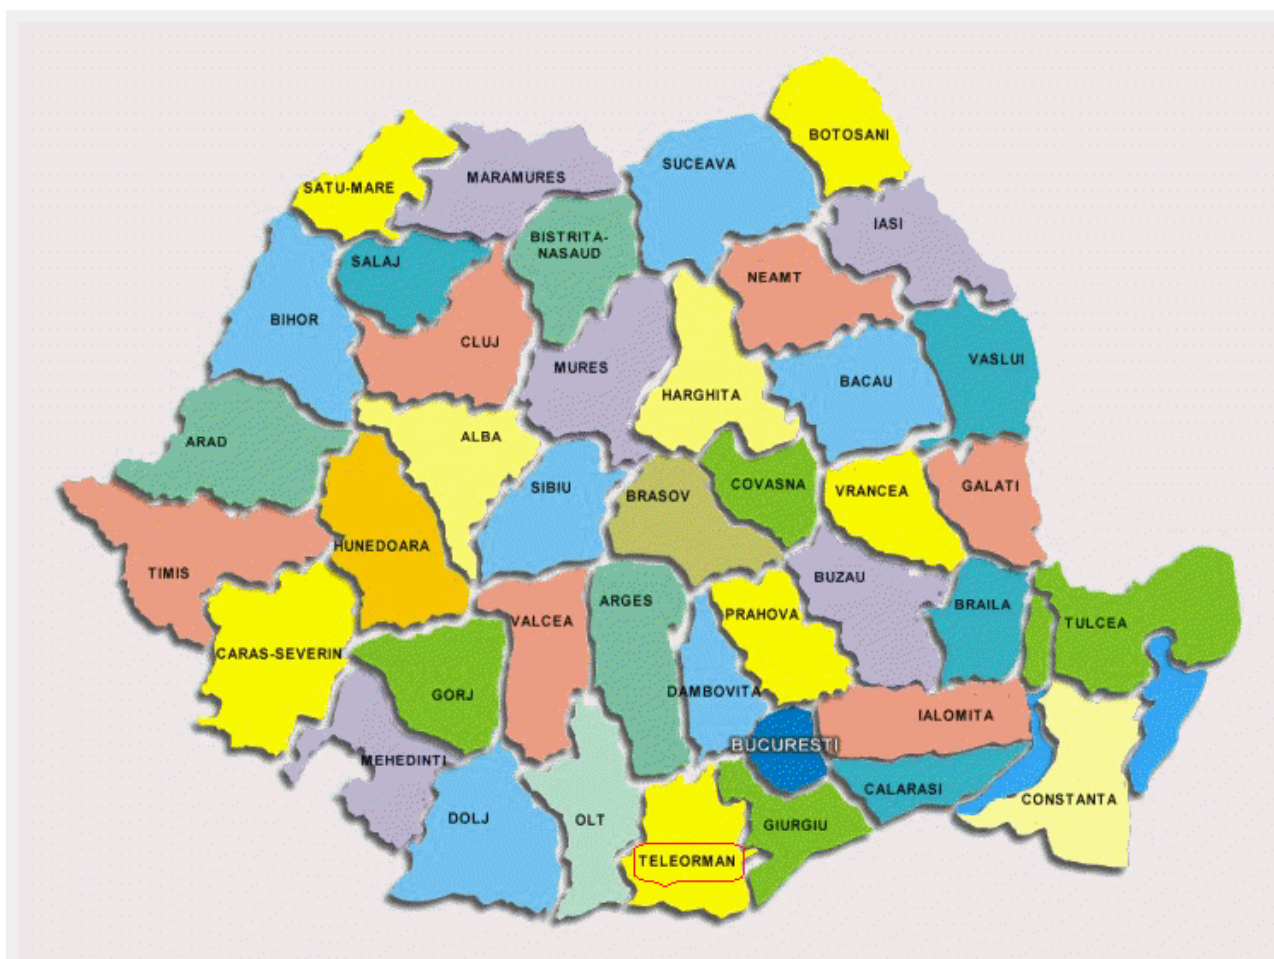 BOTOSANI
SUCEAVA
MARAMURES
SATU-MARE
IASI
BISTRITA-
NASAUD
SALAJ
NEAMT
BIHOR
CLUJ
VASLUI
MURES
BACAU
HARGHITA
ALBA
ARAD
COVASNA
GALATI
SIBIU
VRANCEA
BRASOV
HUNEDOARA
TIMIS
BUZAU
ARGES
BRAILA
PRAHOVA
VALCEA
TULCEA
CARAS-SEVERIN
DAMBOVITA
GORJ
IALOMITA
BUCURESTI
MEHEDINTI
CALARASI
CONSTANTA
DOLJ
OLT
GIURGIU
TELEORMAN